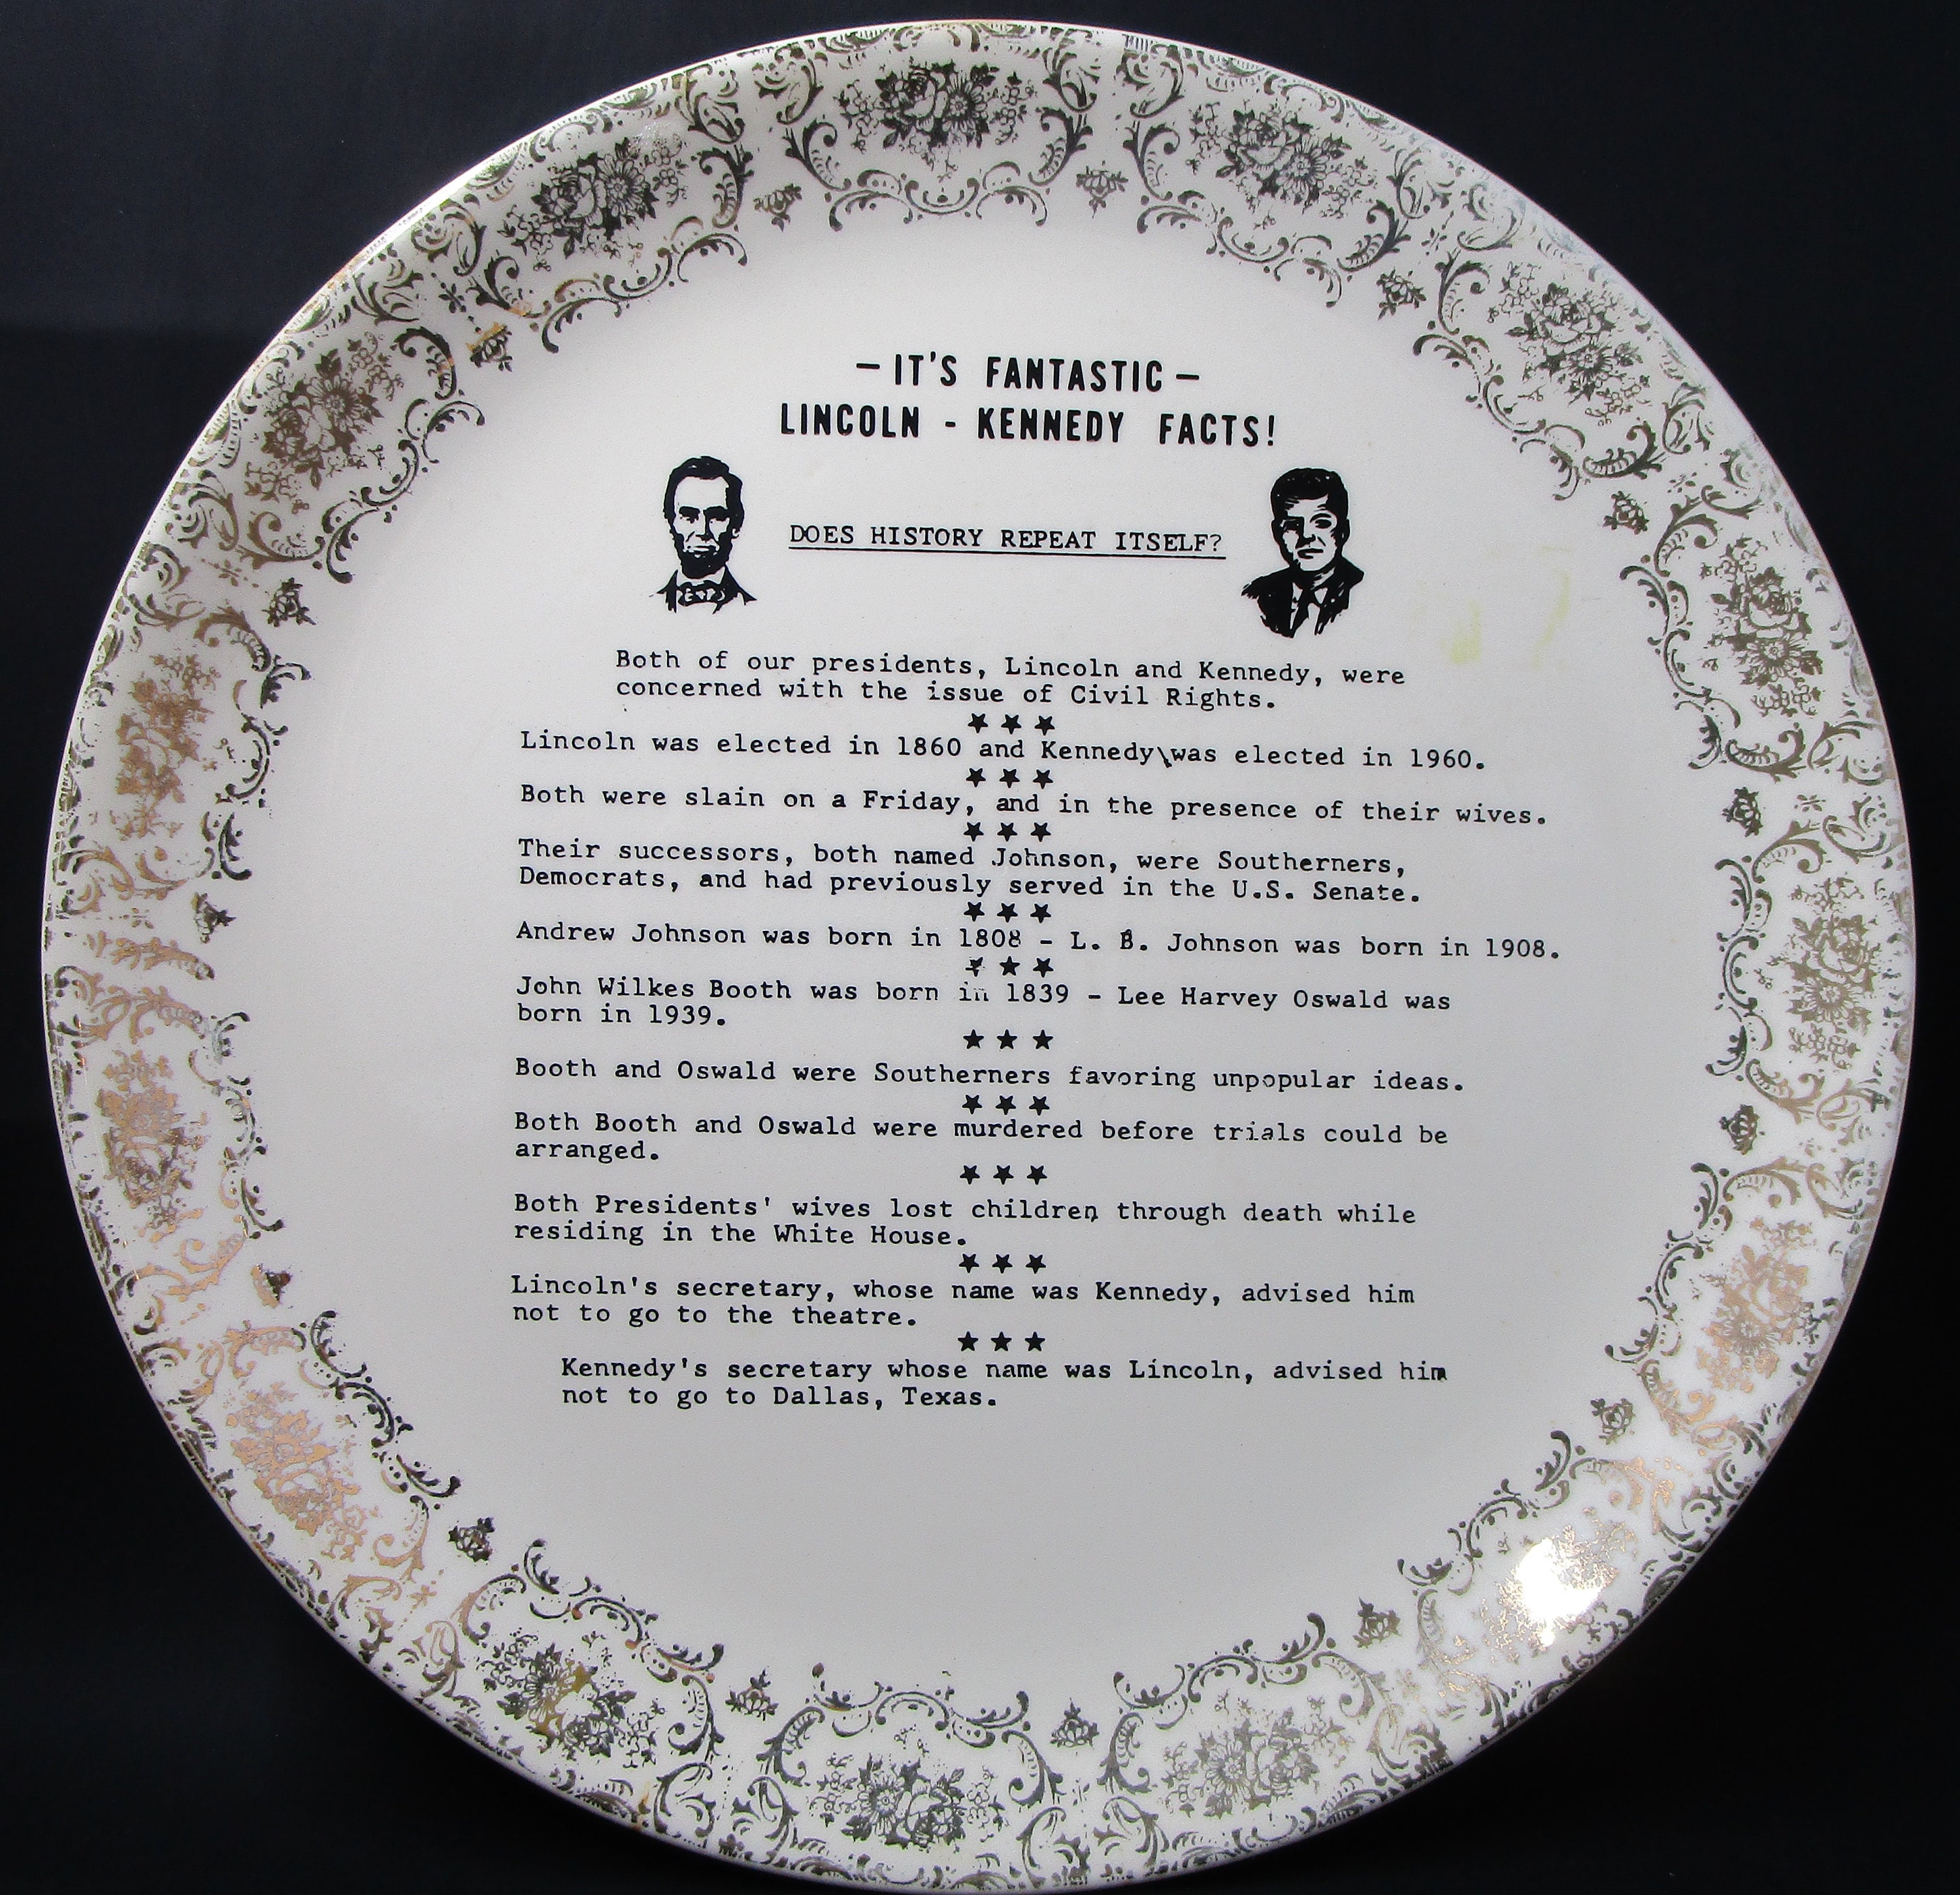 — IT'S FANTASTIC —
LINCOLN - KENNEDY FACTS!
DOES HISTORY REPEAT ITSELF?
Both of our presidents, Lincoln and Kennedy, were
concerned with the issue of Civil Rights.
★ ★ ★
Lincoln was elected in 1860 and Kennedy\was elected in 1960.
★ ★ ★
Both were slain on a Friday, and in the presence of their wives.
★ ★ ★
Their successors, both named Johnson, were Southerners,
Democrats, and had previously served in the U.S. Senate.
★ ★ ★
Andrew Johnson was born in 1808 - L. B. Johnson was born in 1908.
★ ★ ★
John Wilkes Booth was born in 1839 - Lee Harvey Oswald was
born in 1939.
★ ★ ★
Booth and Oswald were Southerners favoring unpopular ideas.
★ ★ ★
Both Booth and Oswald were murdered before trials could be
arranged.
★ ★ ★
Both Presidents' wives lost children through death while
residing in the White House.
★ ★ ★
Lincoln's secretary, whose name was Kennedy, advised him
not to go to the theatre.
★ ★ ★
Kennedy's secretary whose name was Lincoln, advised him
not to go to Dallas, Texas.